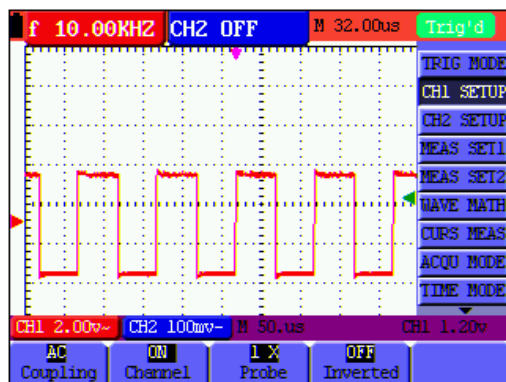 f 10.00KHZ CH2 OFF M 32.00us Trig'd
TRIG MODE
CH1 SETUP
CH2 SETUP
MEAS SET1
MEAS SET2
WAVE MATH
CURS MEAS
ACQU MODE
TIME MODE
CH1 2.00v~ CH2 100mv- M 50.us CH1 1.20v
AC ON 1 X OFF
Coupling Channel Probe Inverted